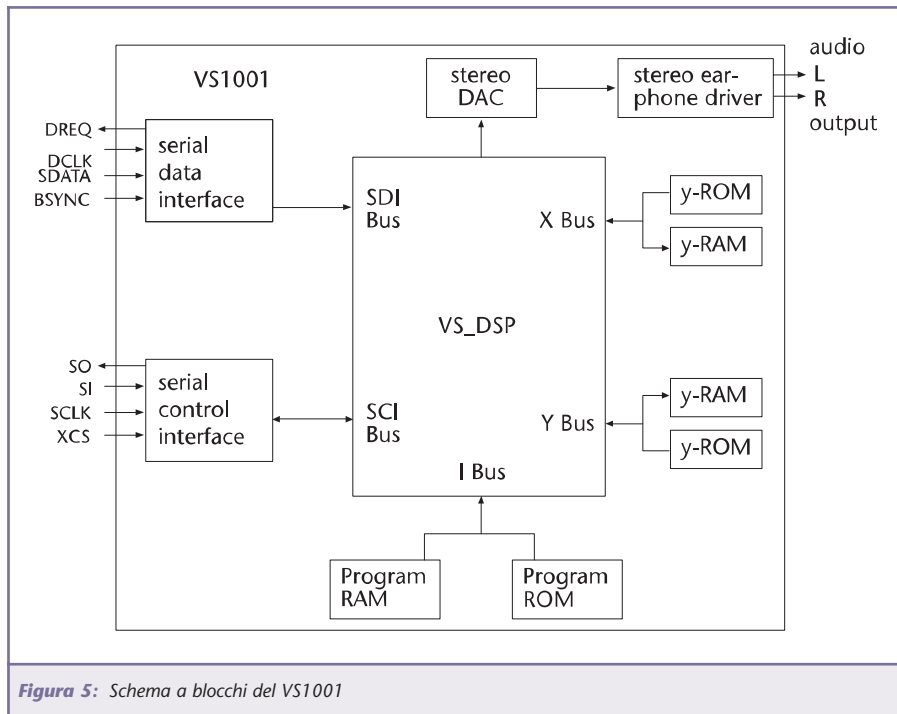 VS1001
stereo
DAC
stereo ear-
phone driver
audio
L
R
output
DREQ
DCLK
SDATA
BSYNC
serial
data
interface
SDI
Bus
X Bus
y-ROM
y-RAM
VS_DSP
SO
SI
SCLK
XCS
serial
control
interface
SCI
Bus
Y Bus
y-RAM
y-ROM
I Bus
Program
RAM
Program
ROM
Figura 5: Schema a blocchi del VS1001